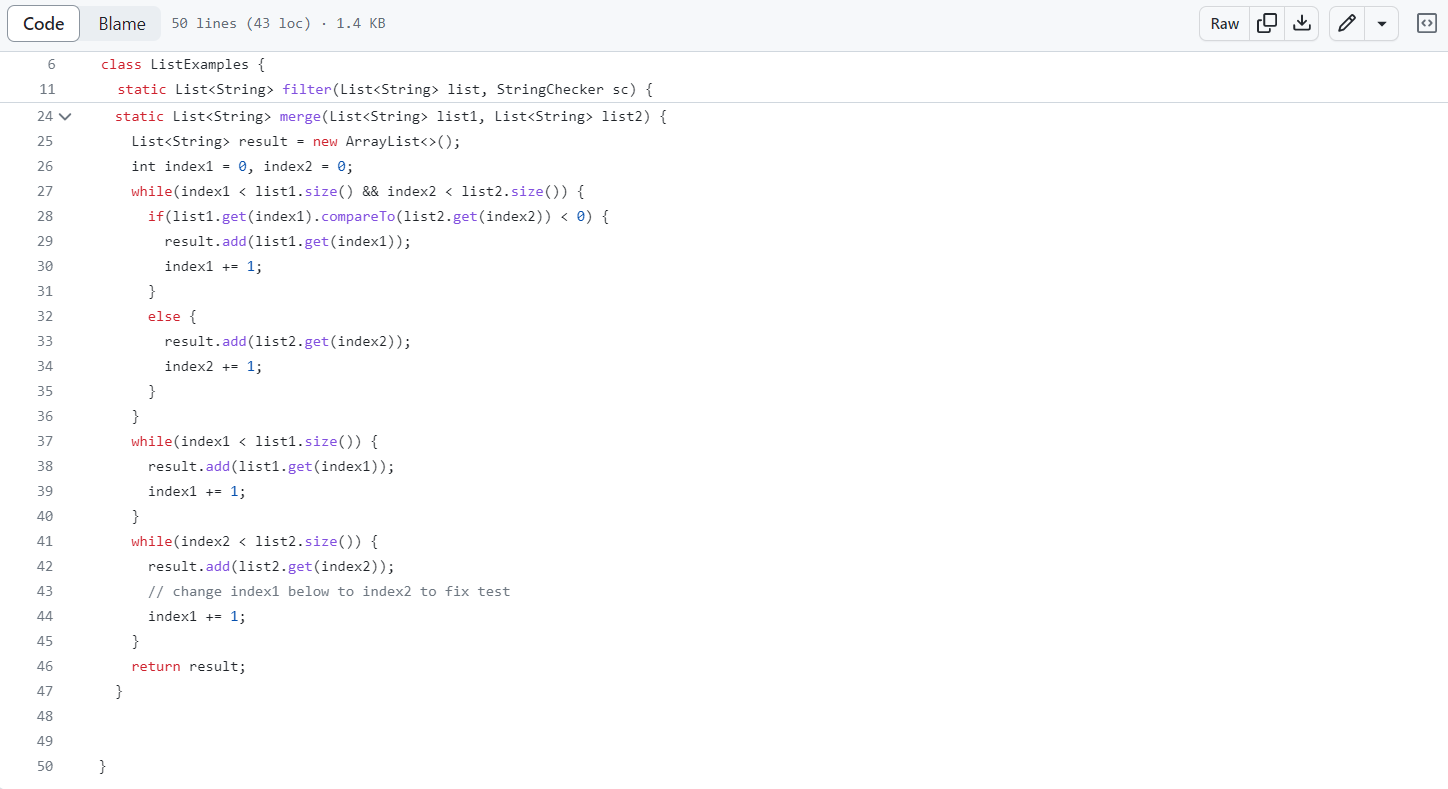 Code Blame 50 lines (43 loc) · 1.4 KB Raw
6 class ListExamples {
11 static List<String> filter(List<String> list, StringChecker sc) {
24 static List<String> merge(List<String> list1, List<String> list2) {
25 List<String> result = new ArrayList<>();
26 int index1 = 0, index2 = 0;
27 while(index1 < list1.size() && index2 < list2.size()) {
28 if(list1.get(index1).compareTo(list2.get(index2)) < 0) {
29 result.add(list1.get(index1));
30 index1 += 1;
31 }
32 else {
33 result.add(list2.get(index2));
34 index2 += 1;
35 }
36 }
37 while(index1 < list1.size()) {
38 result.add(list1.get(index1));
39 index1 += 1;
40 }
41 while(index2 < list2.size()) {
42 result.add(list2.get(index2));
43 // change index1 below to index2 to fix test
44 index1 += 1;
45 }
46 return result;
47 }
48
49
50 }